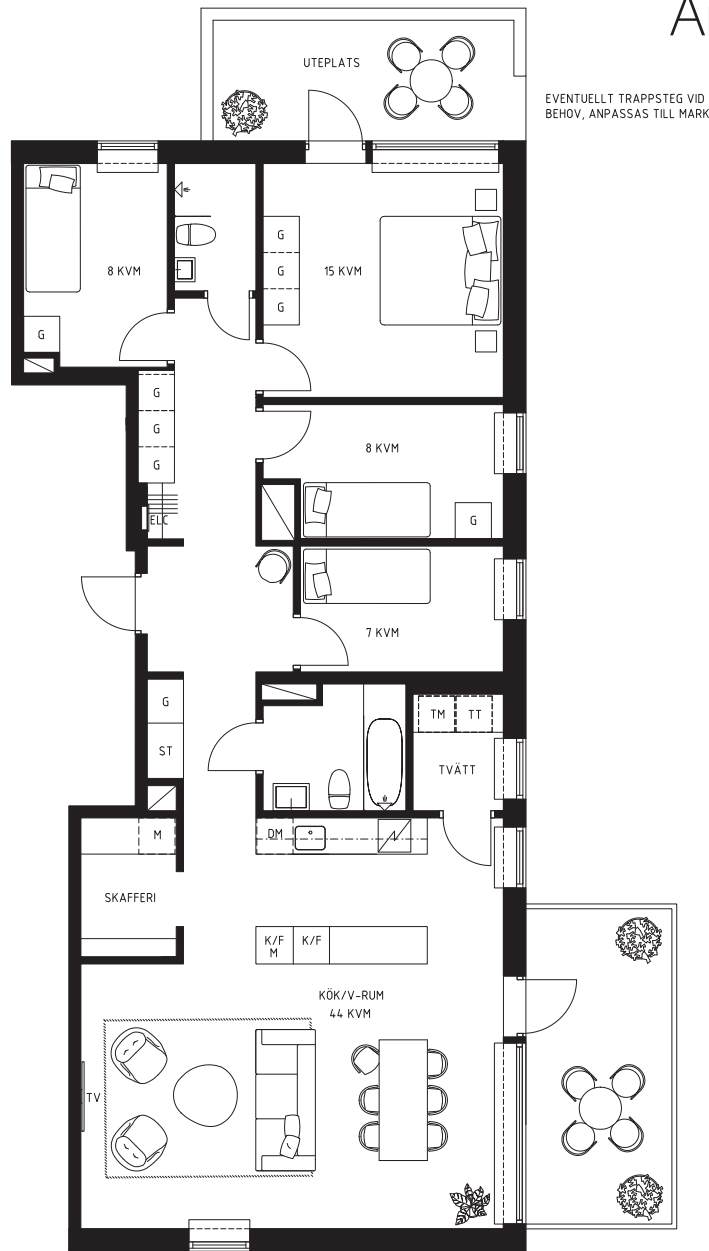 A
UTEPLATS
EVENTUELLT TRAPPSTEG VID
BEHOV, ANPASSAS TILL MARK
8 KVM
G
G
15 KVM
G
G
G
G
G
8 KVM
G
ELC
7 KVM
G
ST
TM TT
TVÄTT
M
DM
SKAFFERI
K/F
M
K/F
KÖK/V-RUM
44 KVM
TV